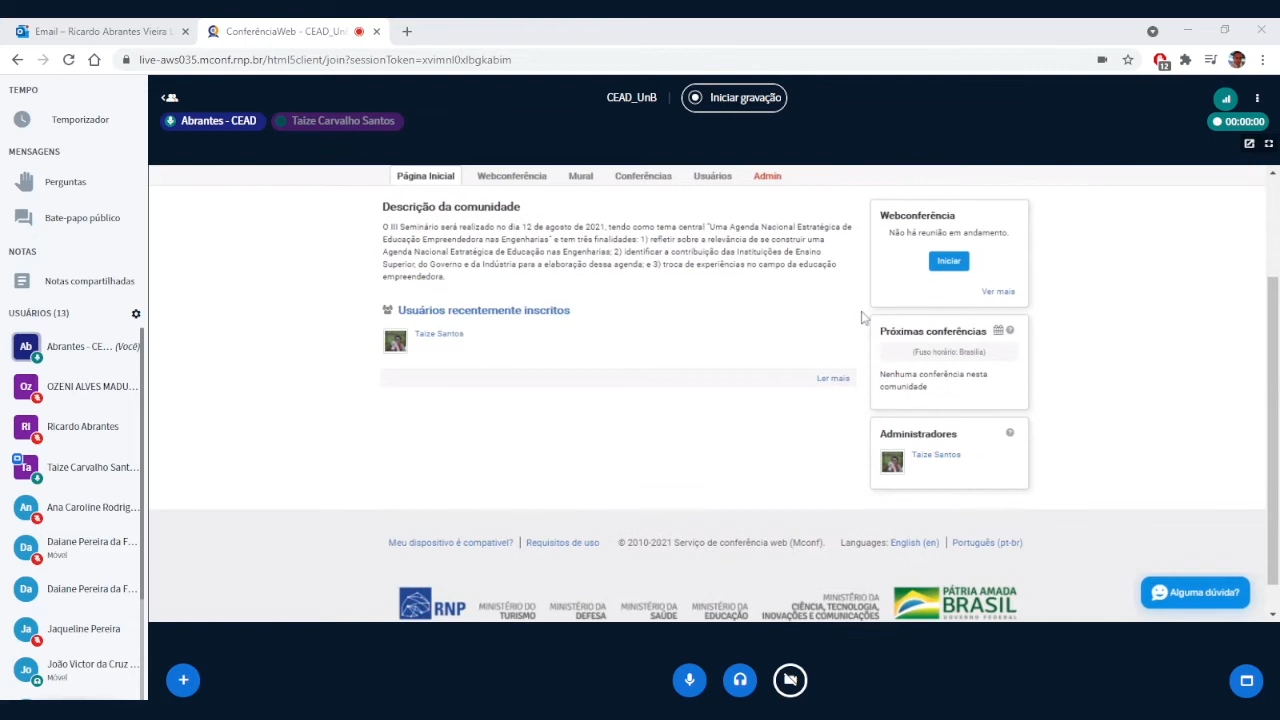 Email – Ricardo Abrantes Vieira
ConferênciaWeb - CEAD_Un
live-aws035.mconf.rnp.br/html5client/join?sessionToken=xvimnl0xlbgkabim
12
TEMPO
Temporizador
MENSAGENS
Perguntas
Bate-papo público
NOTAS
Notas compartilhadas
USUÁRIOS (13)
Ab
Abrantes - CE... (Você)
Oz
OZENI ALVES MADU...
RI
Ricardo Abrantes
Ta
Taize Carvalho Sant...
An
Ana Caroline Rodrig...
Da
Daiane Pereira da F...
Móvel
Da
Daiane Pereira da F...
Ja
Jaqueline Pereira
Jo
João Victor da Cruz ...
Móvel
CEAD_UnB
Iniciar gravação
Abrantes - CEAD
Taize Carvalho Santos
00:00:00
Página Inicial
Webconferência
Mural
Conferências
Usuários
Admin
Descrição da comunidade
O III Seminário será realizado no dia 12 de agosto de 2021, tendo como tema central "Uma Agenda Nacional Estratégica de
Educação Empreendedora nas Engenharias" e tem três finalidades: 1) refletir sobre a relevância de se construir uma
Agenda Nacional Estratégica de Educação nas Engenharias; 2) identificar a contribuição das Instituições de Ensino
Superior, do Governo e da Indústria para a elaboração dessa agenda; e 3) troca de experiências no campo da educação
empreendedora.
Usuários recentemente inscritos
Taize Santos
Ler mais
Webconferência
Não há reunião em andamento.
Iniciar
Ver mais
Próximas conferências
(Fuso horário: Brasilia)
Nenhuma conferência nesta
comunidade
Administradores
Taize Santos
Meu dispositivo é compatível?
Requisitos de uso
© 2010-2021 Serviço de conferência web (Mconf).
Languages: English (en)
Português (pt-br)
RNP
MINISTÉRIO DO
TURISMO
MINISTÉRIO DA
DEFESA
MINISTÉRIO DA
SAÚDE
MINISTÉRIO DA
EDUCAÇÃO
MINISTÉRIO DA
CIÊNCIA, TECNOLOGIA,
INOVAÇÕES E COMUNICAÇÕES
PÁTRIA AMADA
BRASIL
GOVERNO FEDERAL
Alguma dúvida?